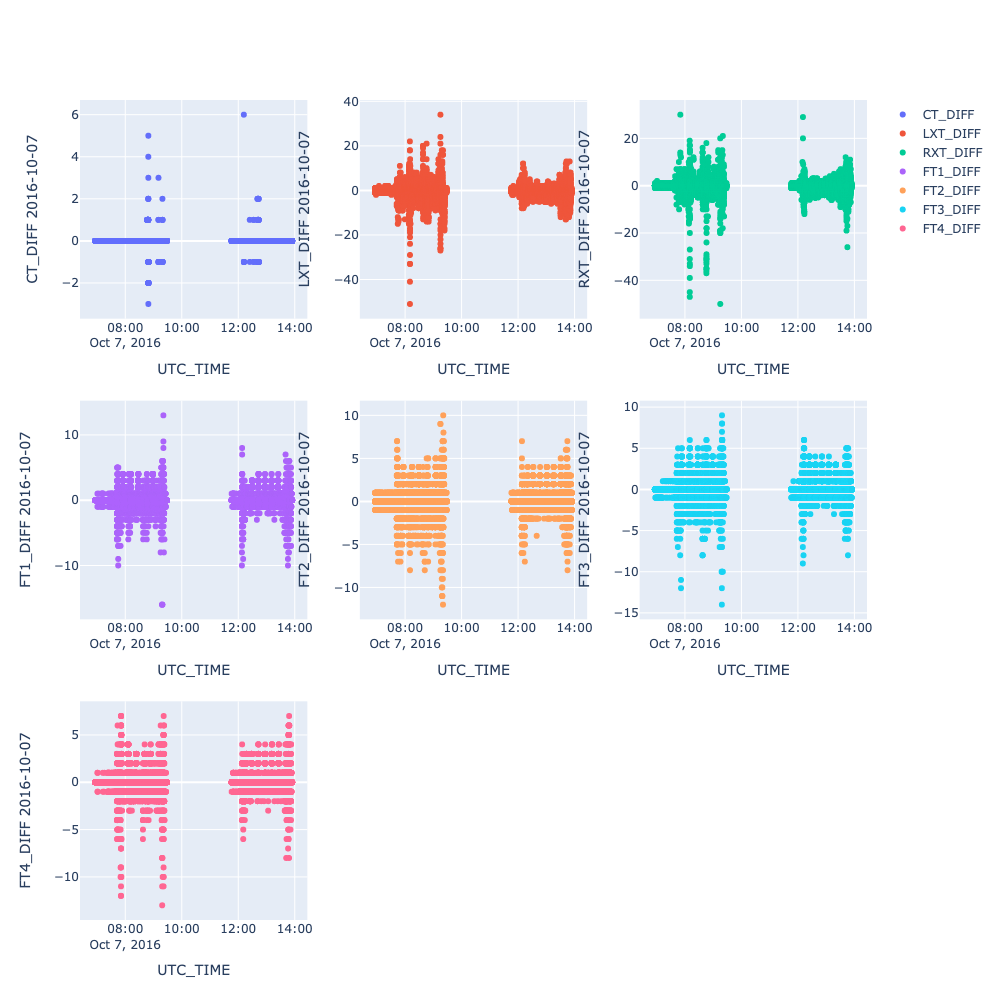 CT_DIFF
LXT_DIFF
RXT_DIFF
FT1_DIFF
FT2_DIFF
FT3_DIFF
FT4_DIFF
CT_DIFF 2016-10-07
6
4
2
0
−2
08:00
10:00
12:00
14:00
Oct 7, 2016
UTC_TIME
LXT_DIFF 2016-10-07
40
20
0
−20
−40
08:00
10:00
12:00
14:00
Oct 7, 2016
UTC_TIME
RXT_DIFF 2016-10-07
20
0
−20
−40
08:00
10:00
12:00
14:00
Oct 7, 2016
UTC_TIME
FT1_DIFF 2016-10-07
10
0
−10
08:00
10:00
12:00
14:00
Oct 7, 2016
UTC_TIME
FT2_DIFF 2016-10-07
10
5
0
−5
−10
08:00
10:00
12:00
14:00
Oct 7, 2016
UTC_TIME
FT3_DIFF 2016-10-07
10
5
0
−5
−10
−15
08:00
10:00
12:00
14:00
Oct 7, 2016
UTC_TIME
FT4_DIFF 2016-10-07
5
0
−5
−10
08:00
10:00
12:00
14:00
Oct 7, 2016
UTC_TIME